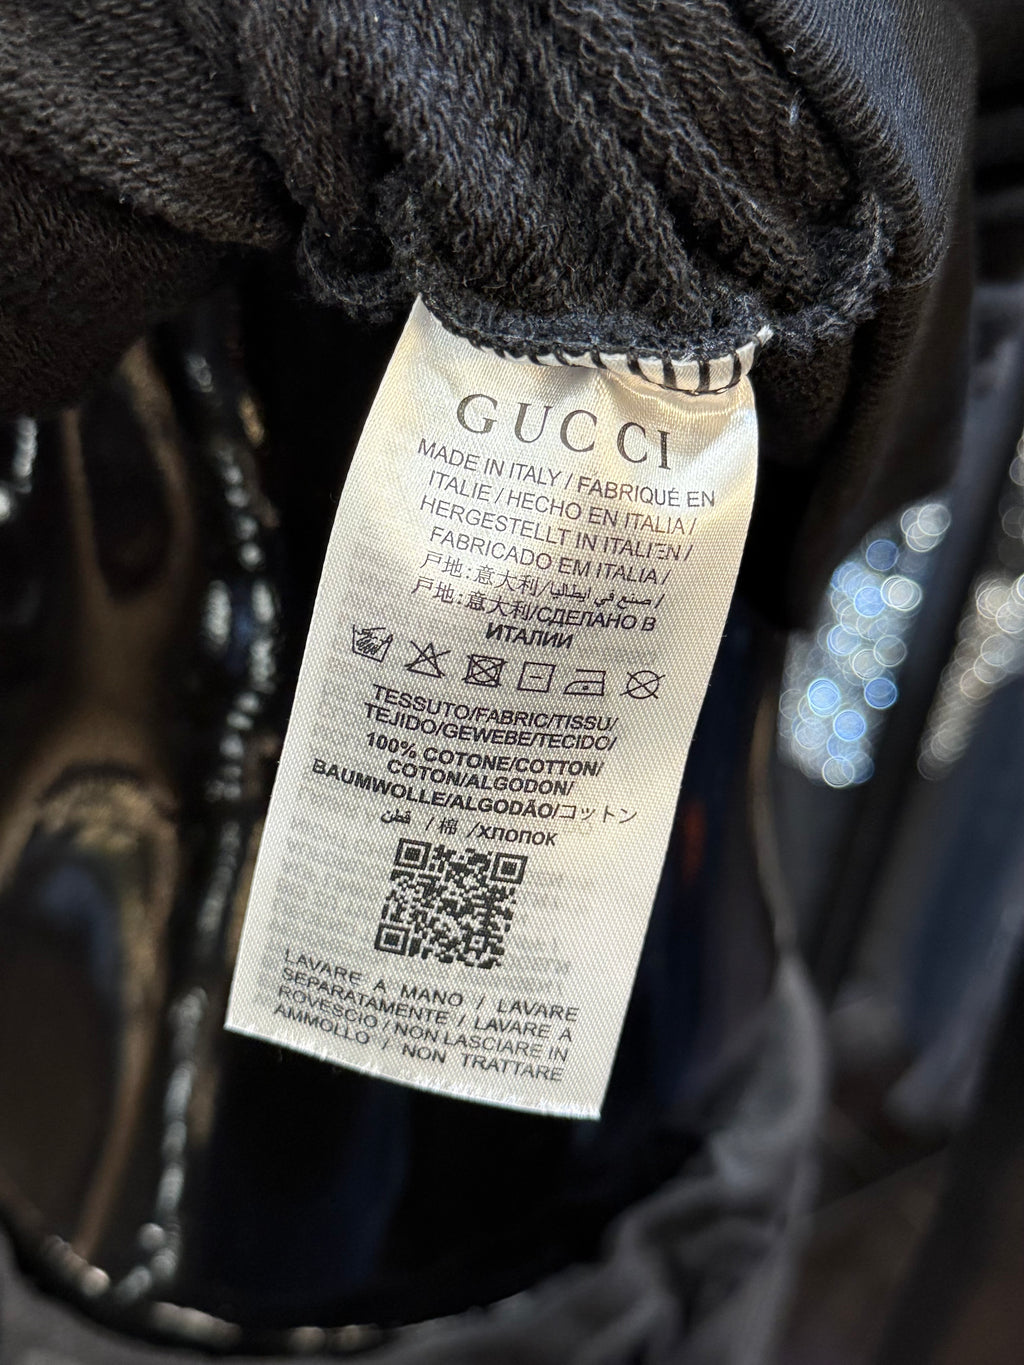 GUCCI
MADE IN ITALY / FABRIQUÉ EN
ITALIE / HECHO EN ITALIA /
HERGESTELLT IN ITALIEN /
FABRICADO EM ITALIA /
戸地:意大利/ صنع في ايطاليا /
戸地:意大利/СДЕЛАНО В
ИТАЛИИ
TESSUTO/FABRIC/TISSU/
TEJIDO/GEWEBE/TECIDO/
100% COTONE/COTTON/
COTON/ALGODON/
BAUMWOLLE/ALGODÃO/コットン
قطن / 棉 /хлопок
LAVARE A MANO / LAVARE
SEPARATAMENTE / LAVARE A
ROVESCIO / NON LASCIARE IN
AMMOLLO / NON TRATTARE